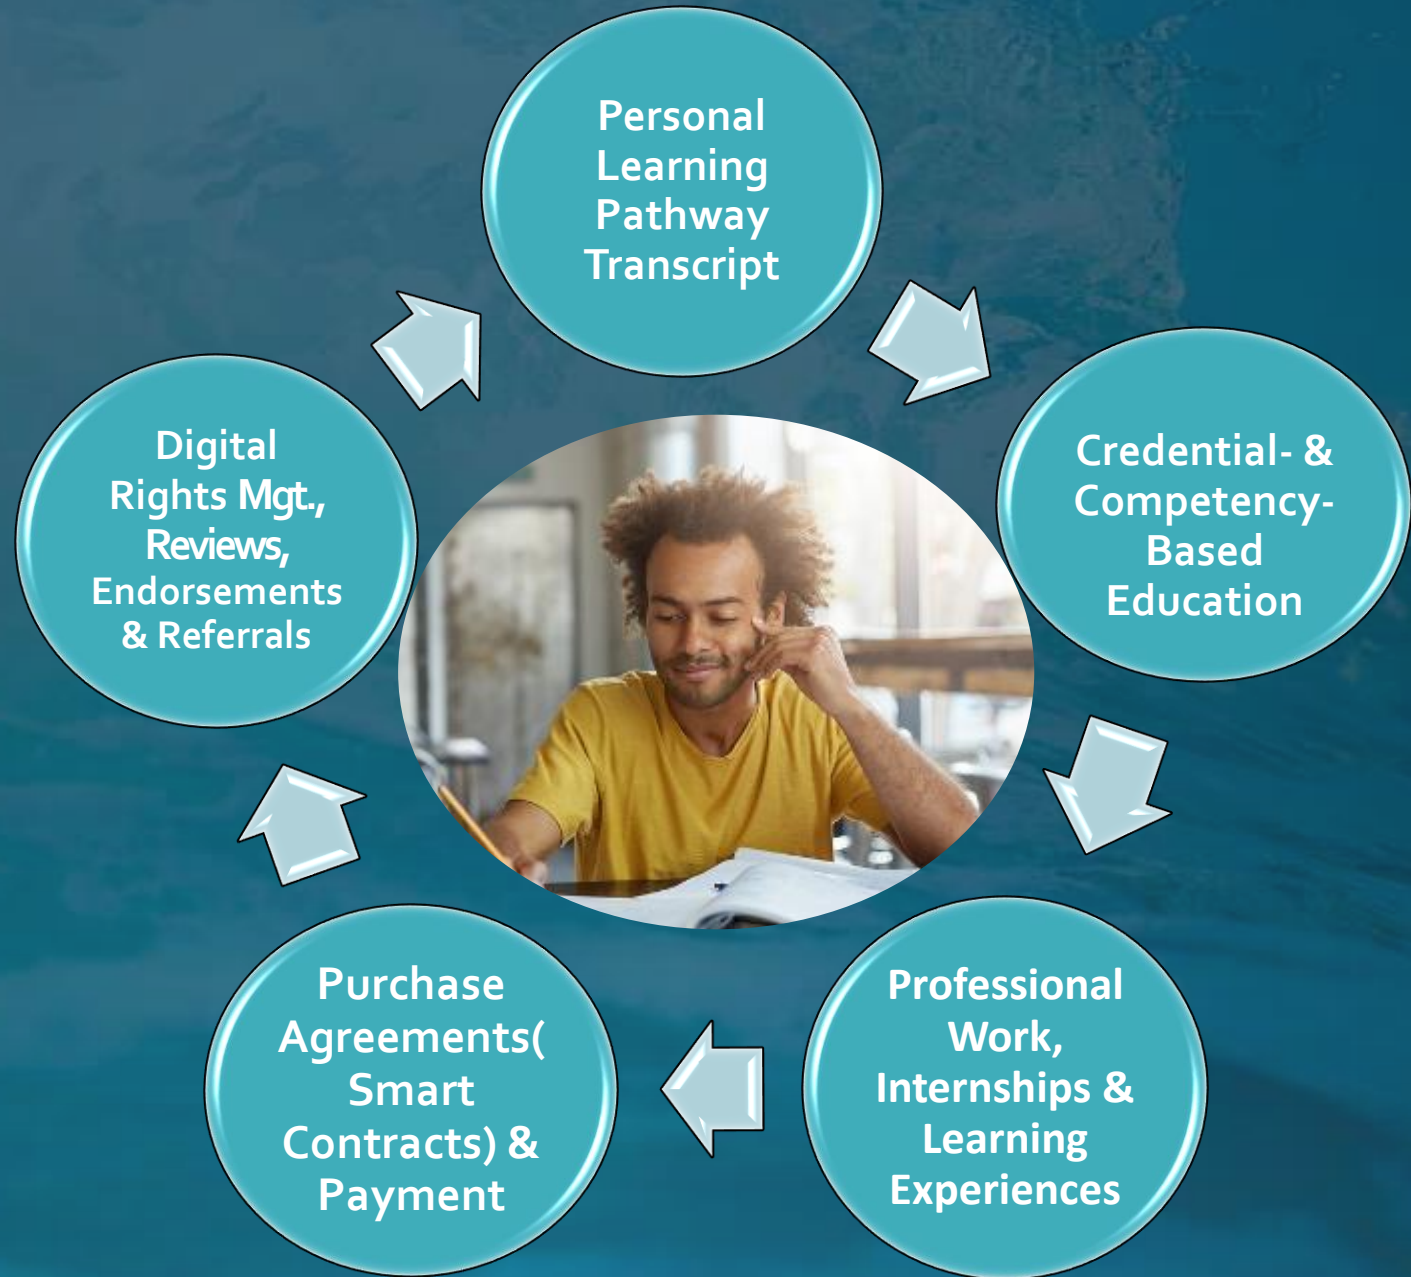 Personal
Learning
Pathway
Transcript
Credential- &
Competency-
Based
Education
Professional
Work,
Internships &
Learning
Experiences
Purchase
Agreements(
Smart
Contracts) &
Payment
Digital
Rights Mgt.,
Reviews,
Endorsements
& Referrals